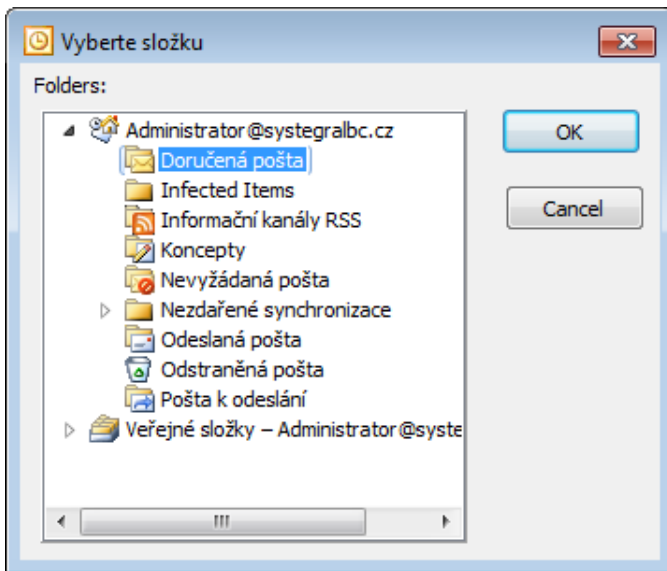 Vyberte složku
Folders:
Administrator@systegralbc.cz
OK
Doručená pošta
Infected Items
Cancel
Informační kanály RSS
Koncepty
Nevyžádaná pošta
Nezdařené synchronizace
Odeslaná pošta
Odstraněná pošta
Pošta k odeslání
Veřejné složky – Administrator@syste